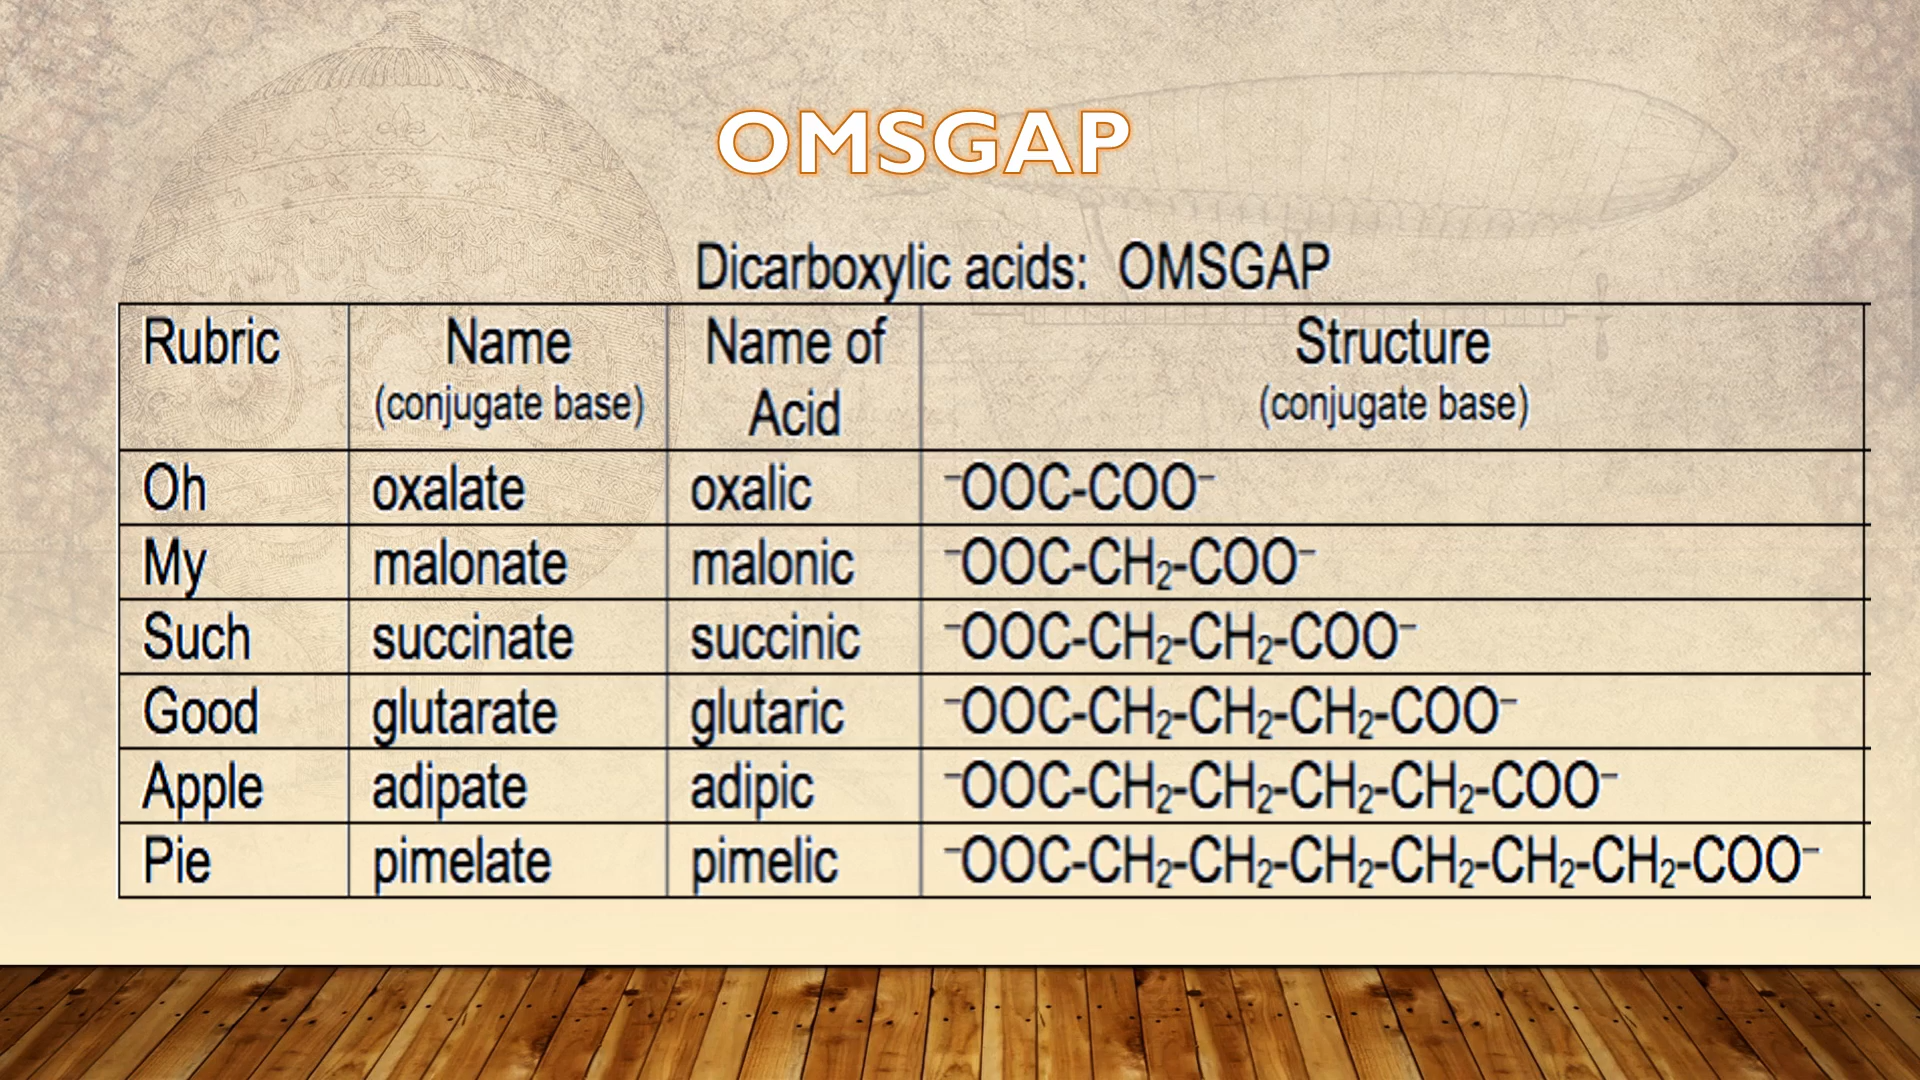 OMSGAP
Dicarboxylic acids: OMSGAP
Rubric Name Name of Structure
(conjugate base) Acid (conjugate base)
Oh oxalate oxalic ⁻OOC-COO⁻
My malonate malonic ⁻OOC-CH₂-COO⁻
Such succinate succinic ⁻OOC-CH₂-CH₂-COO⁻
Good glutarate glutaric ⁻OOC-CH₂-CH₂-CH₂-COO⁻
Apple adipate adipic ⁻OOC-CH₂-CH₂-CH₂-CH₂-COO⁻
Pie pimelate pimelic ⁻OOC-CH₂-CH₂-CH₂-CH₂-CH₂-CH₂-COO⁻